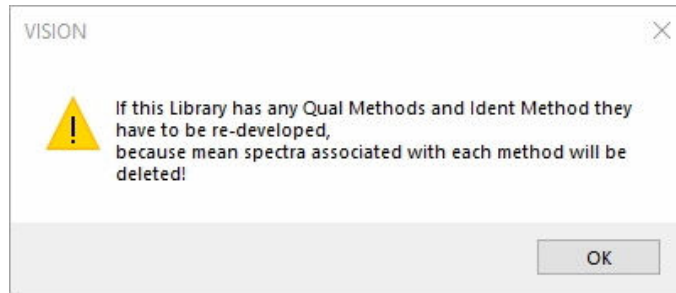 VISION
If this Library has any Qual Methods and Ident Method they
have to be re-developed,
because mean spectra associated with each method will be
deleted!
OK